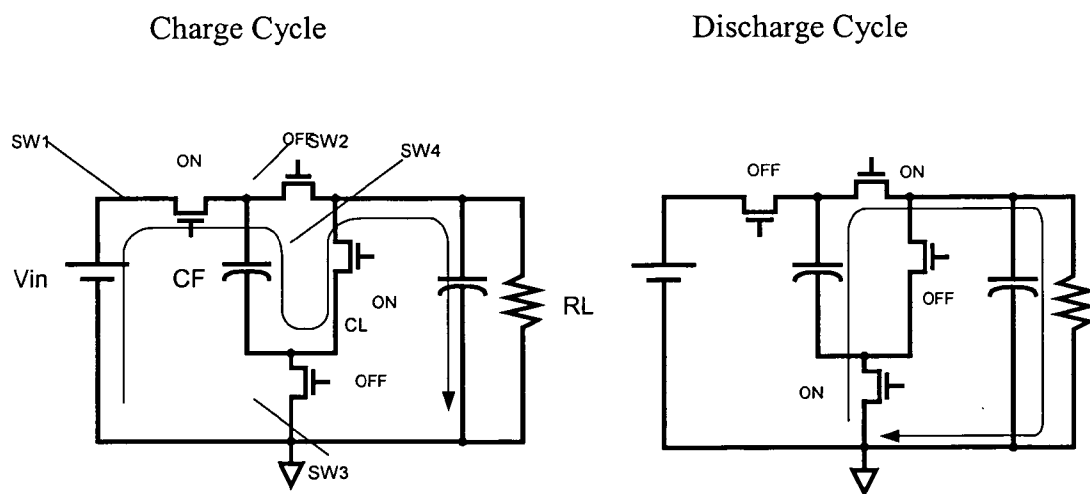 Charge Cycle
Discharge Cycle
SW1
ON
OFF
SW2
SW4
Vin
CF
ON
CL
RL
OFF
SW3
OFF
ON
OFF
ON